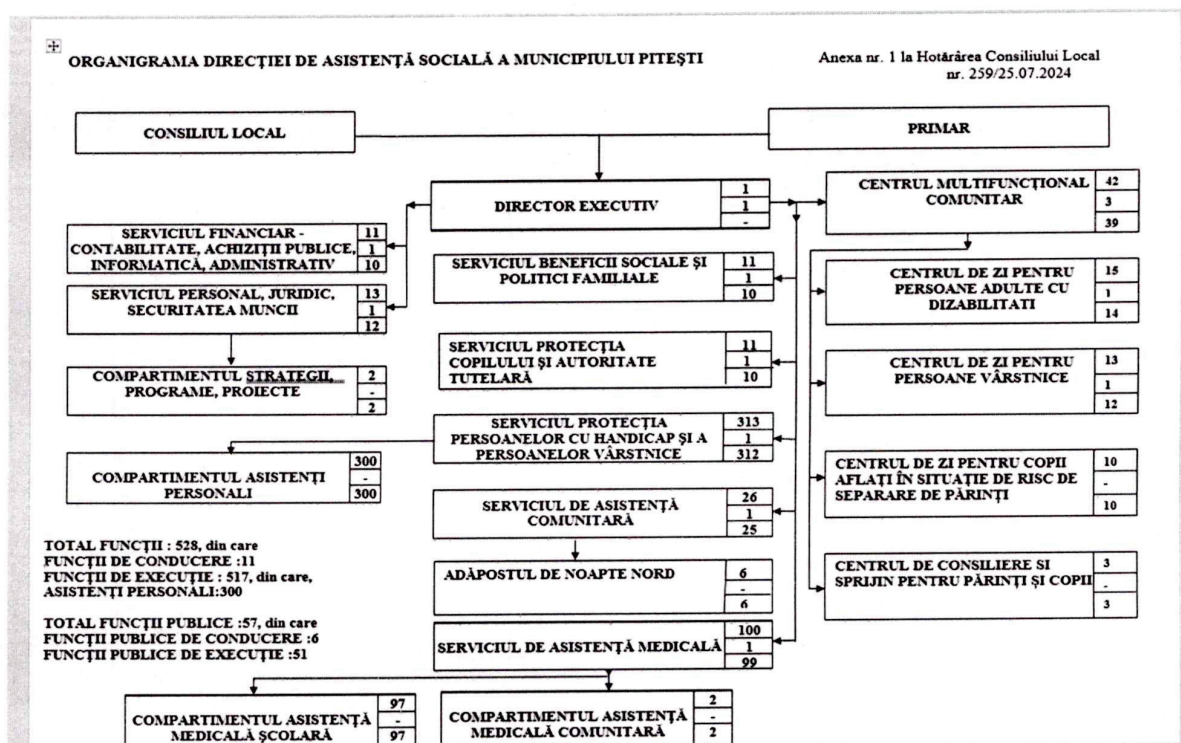 ORGANIGRAMA DIRECȚIEI DE ASISTENȚĂ SOCIALĂ A MUNICIPIULUI PITEȘTI
Anexa nr. 1 la Hotărârea Consiliului Local
nr. 259/25.07.2024
CONSILIUL LOCAL
PRIMAR
DIRECTOR EXECUTIV
1
1
-
CENTRUL MULTIFUNCȚIONAL
COMUNITAR
42
3
39
SERVICIUL FINANCIAR -
CONTABILITATE, ACHIZIȚII PUBLICE,
INFORMATICĂ, ADMINISTRATIV
11
1
10
SERVICIUL BENEFICII SOCIALE ȘI
POLITICI FAMILIALE
11
1
10
CENTRUL DE ZI PENTRU
PERSOANE ADULTE CU
DIZABILITATI
15
1
14
SERVICIUL PERSONAL, JURIDIC,
SECURITATEA MUNCII
13
1
12
SERVICIUL PROTECȚIA
COPILULUI ȘI AUTORITATE
TUTELARĂ
11
1
10
CENTRUL DE ZI PENTRU
PERSOANE VÂRSTNICE
13
1
12
COMPARTIMENTUL STRATEGII,
PROGRAME, PROIECTE
2
-
2
SERVICIUL PROTECȚIA
PERSOANELOR CU HANDICAP ȘI A
PERSOANELOR VÂRSTNICE
313
1
312
COMPARTIMENTUL ASISTENȚI
PERSONALI
300
-
300
CENTRUL DE ZI PENTRU COPII
AFLAȚI ÎN SITUAȚIE DE RISC DE
SEPARARE DE PĂRINȚI
10
-
10
SERVICIUL DE ASISTENȚĂ
COMUNITARĂ
26
1
25
TOTAL FUNCȚII : 528, din care
FUNCȚII DE CONDUCERE :11
FUNCȚII DE EXECUȚIE : 517, din care,
ASISTENȚI PERSONALI:300
ADĂPOSTUL DE NOAPTE NORD
6
-
6
CENTRUL DE CONSILIERE SI
SPRIJIN PENTRU PĂRINȚI ȘI COPII
3
-
3
TOTAL FUNCȚII PUBLICE :57, din care
FUNCȚII PUBLICE DE CONDUCERE :6
FUNCȚII PUBLICE DE EXECUȚIE :51
SERVICIUL DE ASISTENȚĂ MEDICALĂ
100
1
99
COMPARTIMENTUL ASISTENȚĂ
MEDICALĂ ȘCOLARĂ
97
-
97
COMPARTIMENTUL ASISTENȚĂ
MEDICALĂ COMUNITARĂ
2
-
2